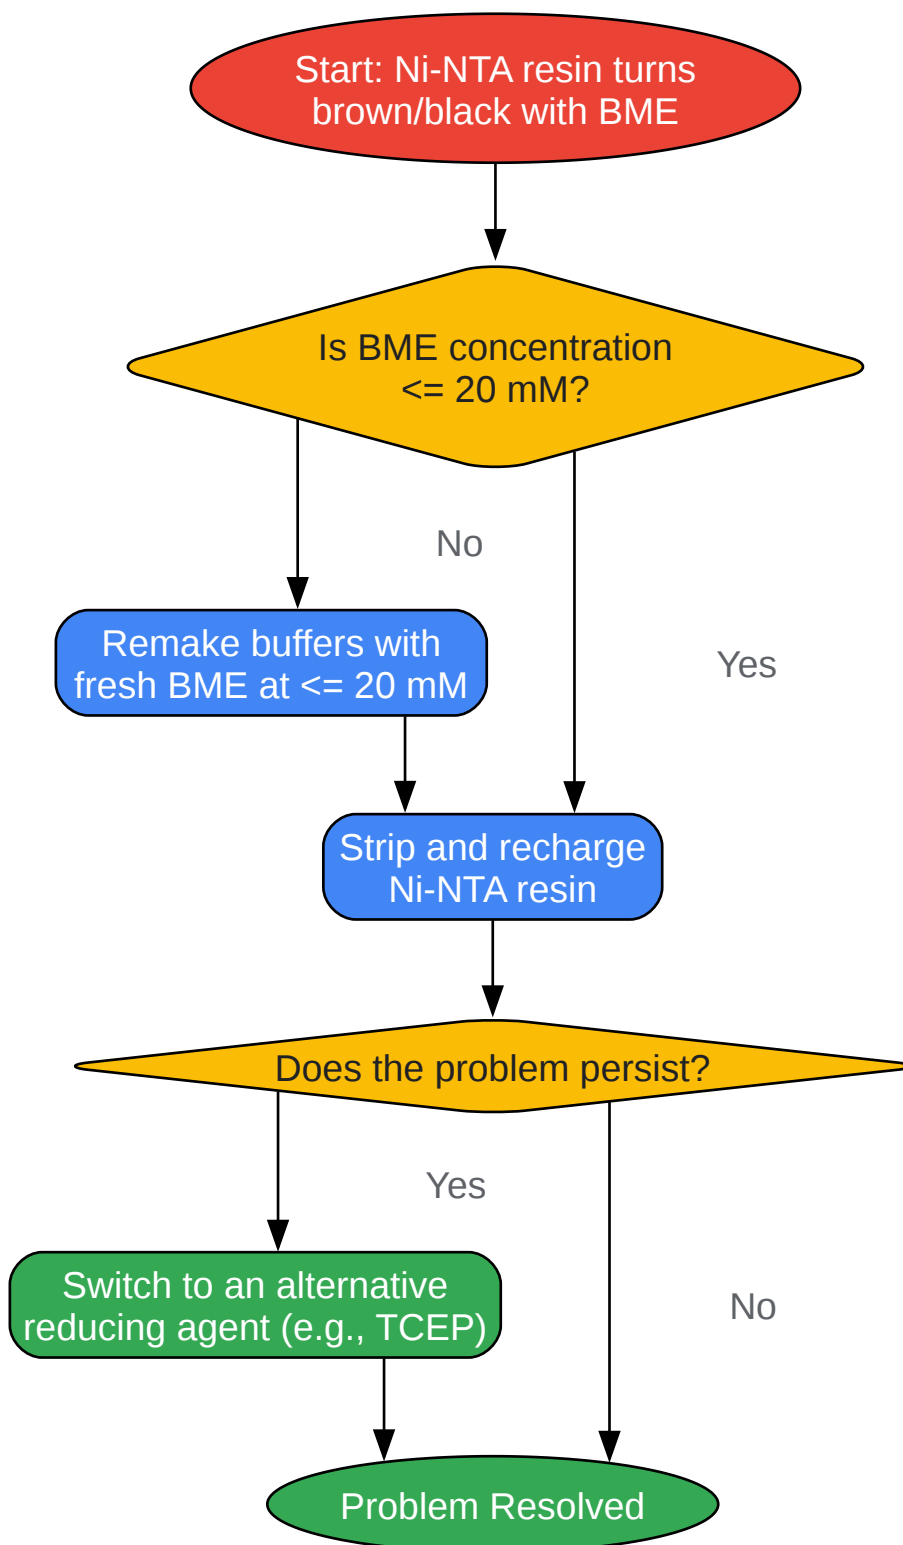 Start: Ni-NTA resin turns
brown/black with BME
Is BME concentration
<= 20 mM?
No
Remake buffers with
fresh BME at <= 20 mM
Yes
Strip and recharge
Ni-NTA resin
Does the problem persist?
Yes
Switch to an alternative
reducing agent (e.g., TCEP)
No
Problem Resolved